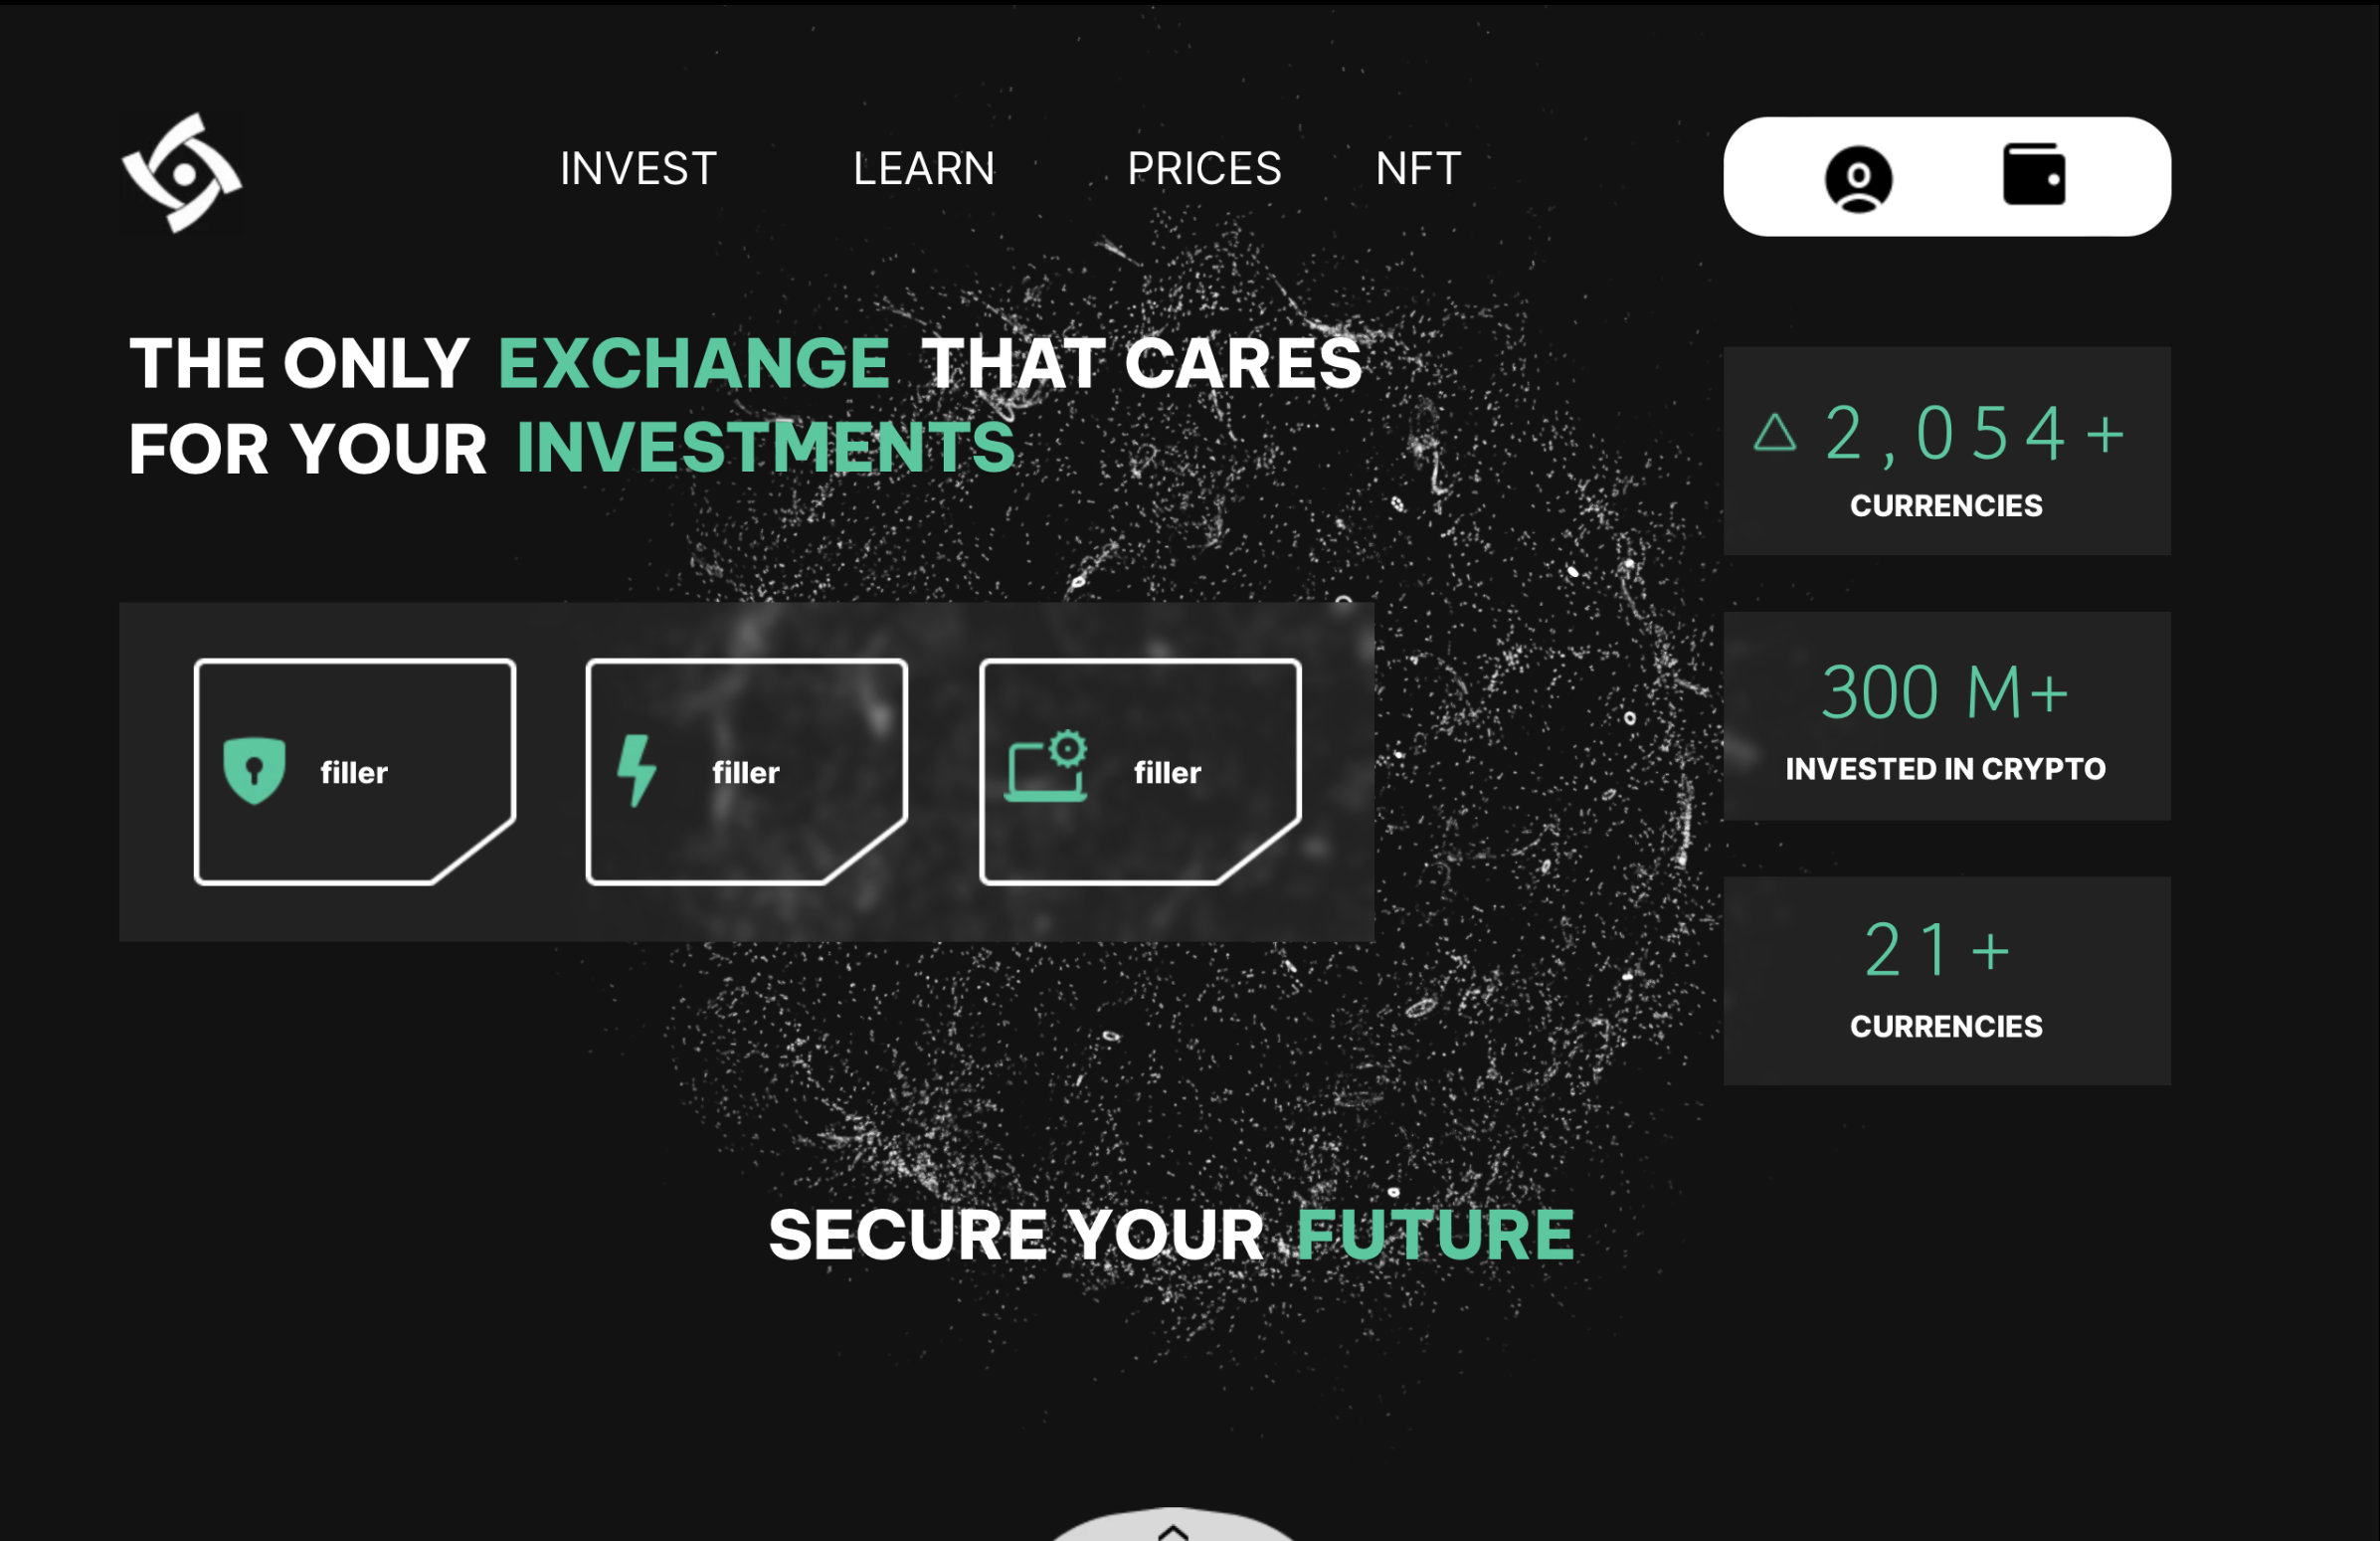 INVEST LEARN PRICES NFT
THE ONLY EXCHANGE THAT CARES
FOR YOUR INVESTMENTS
filler
filler
filler
2,054+
CURRENCIES
300 M+
INVESTED IN CRYPTO
21+
CURRENCIES
SECURE YOUR FUTURE